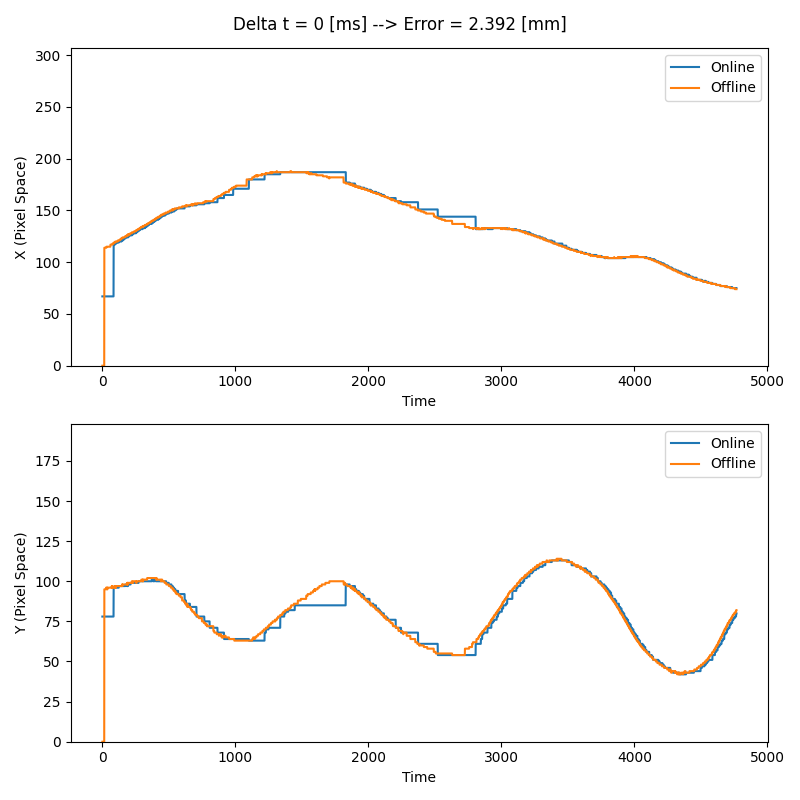 Delta t = 0 [ms] --> Error = 2.392 [mm]
300
250
200
150
100
50
0
X (Pixel Space)
Online
Offline
0 1000 2000 3000 4000 5000
Time
175
150
125
100
75
50
25
0
Y (Pixel Space)
Online
Offline
0 1000 2000 3000 4000 5000
Time